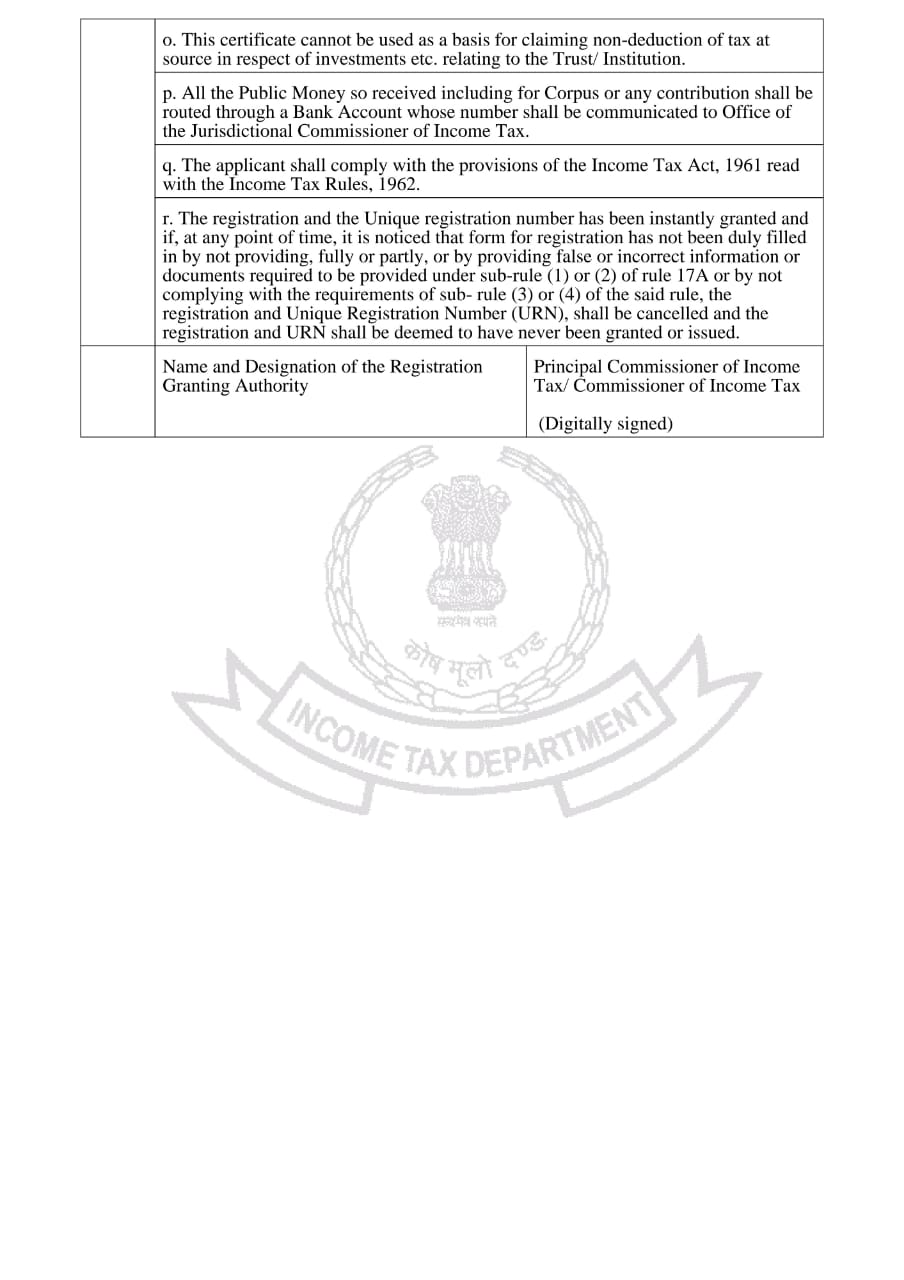 o. This certificate cannot be used as a basis for claiming non-deduction of tax at
source in respect of investments etc. relating to the Trust/ Institution.
p. All the Public Money so received including for Corpus or any contribution shall be
routed through a Bank Account whose number shall be communicated to Office of
the Jurisdictional Commissioner of Income Tax.
q. The applicant shall comply with the provisions of the Income Tax Act, 1961 read
with the Income Tax Rules, 1962.
r. The registration and the Unique registration number has been instantly granted and
if, at any point of time, it is noticed that form for registration has not been duly filled
in by not providing, fully or partly, or by providing false or incorrect information or
documents required to be provided under sub-rule (1) or (2) of rule 17A or by not
complying with the requirements of sub- rule (3) or (4) of the said rule, the
registration and Unique Registration Number (URN), shall be cancelled and the
registration and URN shall be deemed to have never been granted or issued.
Name and Designation of the Registration
Granting Authority
Principal Commissioner of Income
Tax/ Commissioner of Income Tax
(Digitally signed)
सत्यमेव जयते
कोष मूलो दण्ड:
INCOME TAX DEPARTMENT